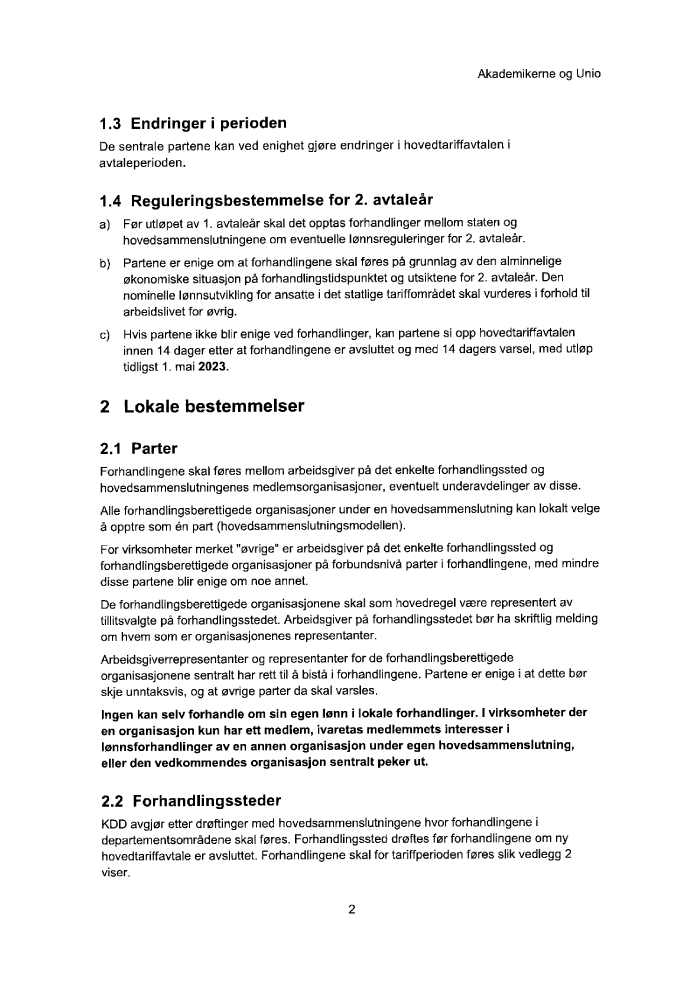 Akademikerne og Unio
1.3 Endringer i perioden
De sentrale partene kan ved enighet gjøre endringer i hovedtariffavtalen i
avtaleperioden.
1.4 Reguleringsbestemmelse for 2. avtaleår
a) Før utløpet av 1. avtaleår skal det opptas forhandlinger mellom staten og
hovedsammenslutningene om eventuelle lønnsreguleringer for 2. avtaleår.
b) Partene er enige om at forhandlingene skal føres på grunnlag av den alminnelige
økonomiske situasjon på forhandlingstidspunktet og utsiktene for 2. avtaleår. Den
nominelle lønnsutvikling for ansatte i det statlige tariffområdet skal vurderes i forhold til
arbeidslivet for øvrig.
c) Hvis partene ikke blir enige ved forhandlinger, kan partene si opp hovedtariffavtalen
innen 14 dager etter at forhandlingene er avsluttet og med 14 dagers varsel, med utløp
tidligst 1. mai 2023.
2 Lokale bestemmelser
2.1 Parter
Forhandlingene skal føres mellom arbeidsgiver på det enkelte forhandlingssted og
hovedsammenslutningenes medlemsorganisasjoner, eventuelt underavdelinger av disse.
Alle forhandlingsberettigede organisasjoner under en hovedsammenslutning kan lokalt velge
å opptre som én part (hovedsammenslutningsmodellen).
For virksomheter merket "øvrige" er arbeidsgiver på det enkelte forhandlingssted og
forhandlingsberettigede organisasjoner på forbundsnivå parter i forhandlingene, med mindre
disse partene blir enige om noe annet.
De forhandlingsberettigede organisasjonene skal som hovedregel være representert av
tillitsvalgte på forhandlingsstedet. Arbeidsgiver på forhandlingsstedet bør ha skriftlig melding
om hvem som er organisasjonenes representanter.
Arbeidsgiverrepresentanter og representanter for de forhandlingsberettigede
organisasjonene sentralt har rett til å bistå i forhandlingene. Partene er enige i at dette bør
skje unntaksvis, og at øvrige parter da skal varsles.
Ingen kan selv forhandle om sin egen lønn i lokale forhandlinger. I virksomheter der
en organisasjon kun har ett medlem, ivaretas medlemmets interesser i
lønnsforhandlinger av en annen organisasjon under egen hovedsammenslutning,
eller den vedkommendes organisasjon sentralt peker ut.
2.2 Forhandlingssteder
KDD avgjør etter drøftinger med hovedsammenslutningene hvor forhandlingene i
departementsområdene skal føres. Forhandlingssted drøftes før forhandlingene om ny
hovedtariffavtale er avsluttet. Forhandlingene skal for tariffperioden føres slik vedlegg 2
viser.
2